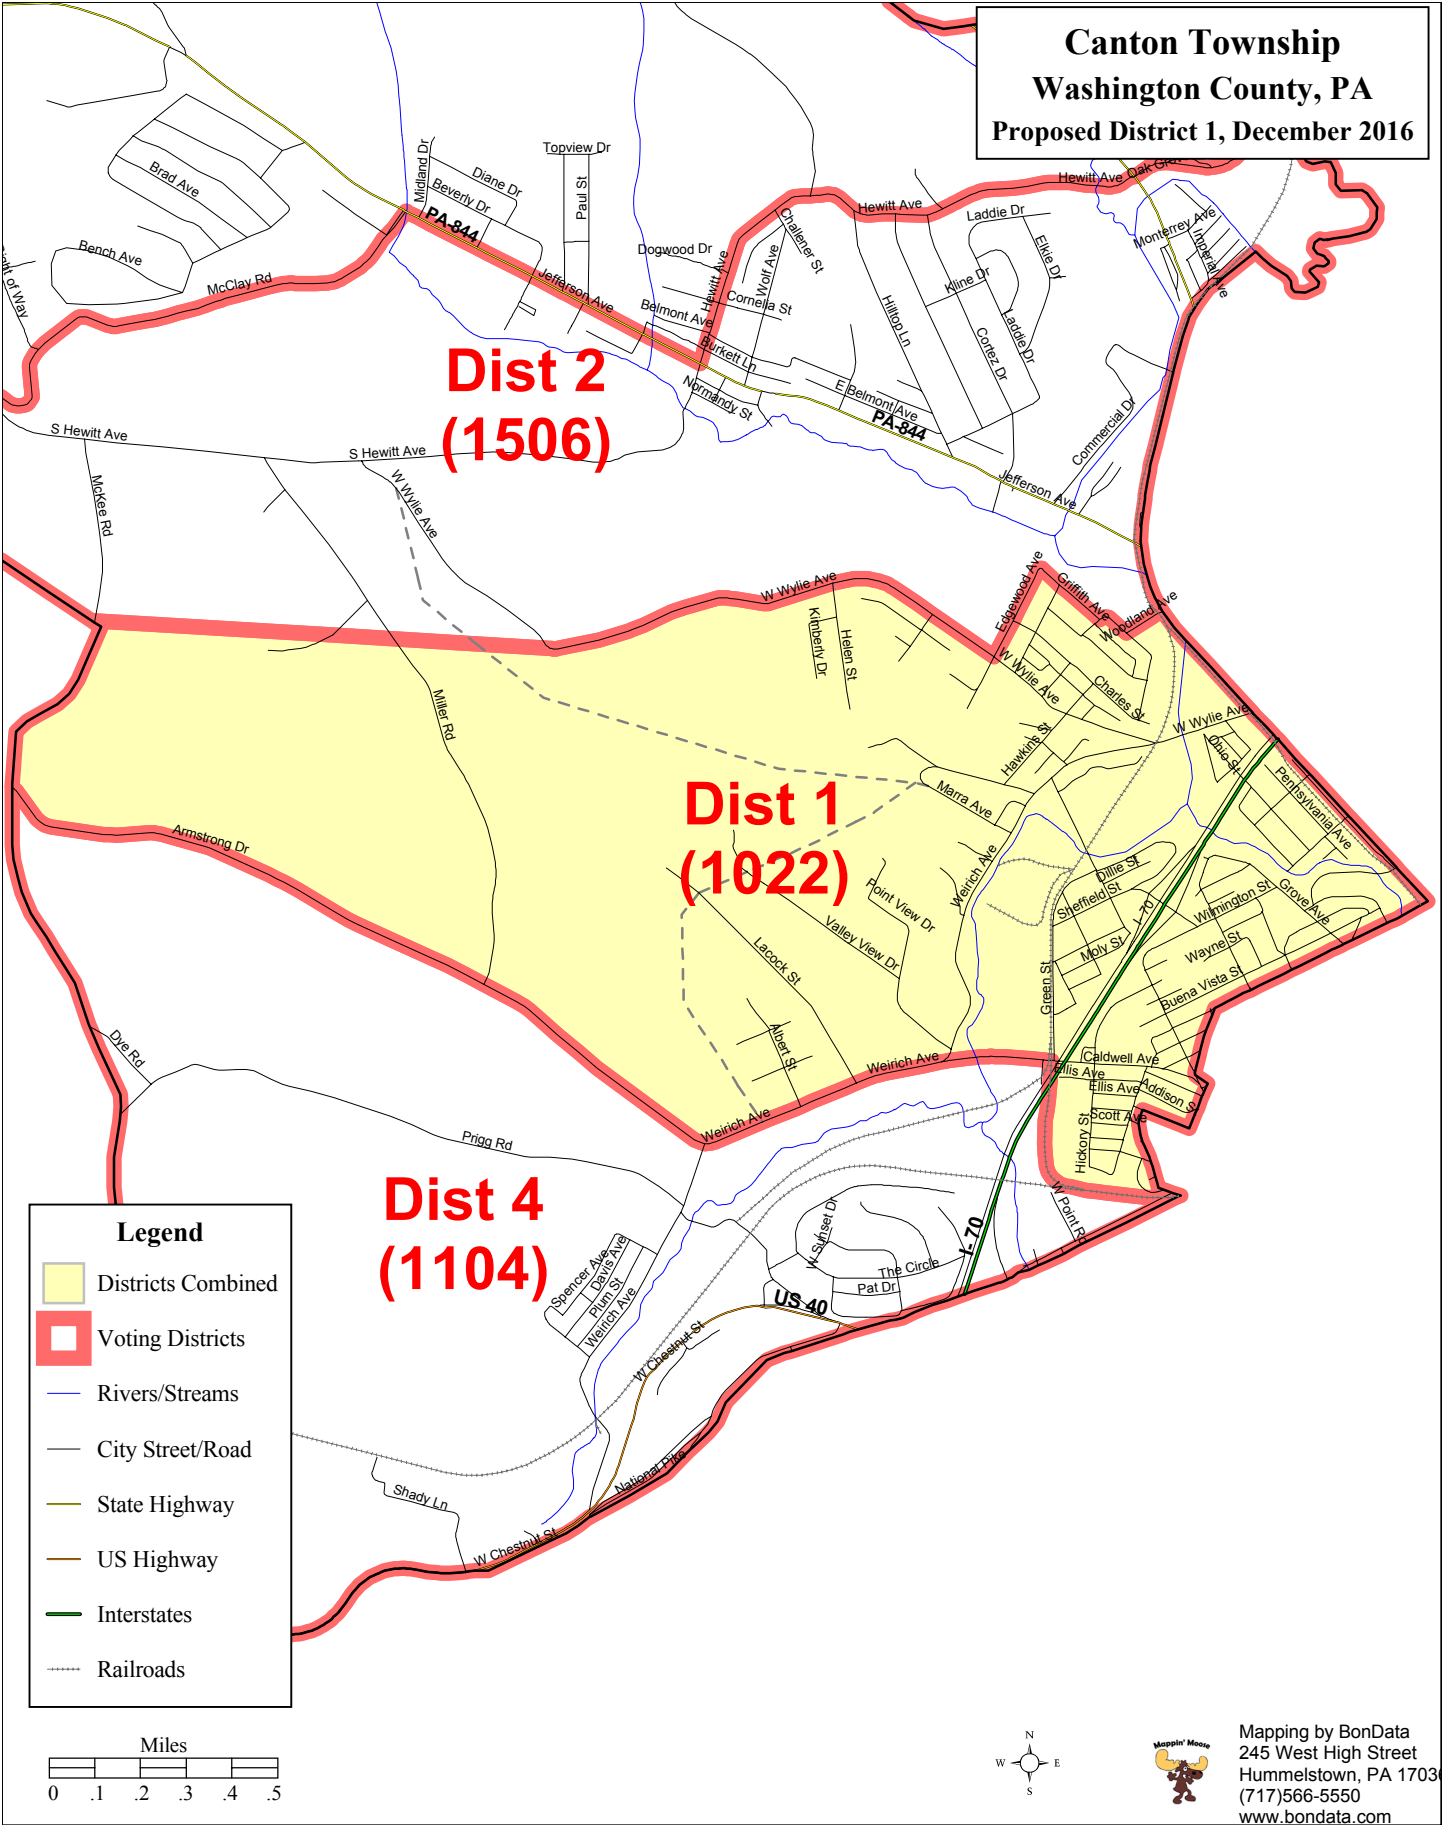 Canton Township
Washington County, PA
Proposed District 1, December 2016
Hewitt Ave
Oak Gro
Topview Dr
Midland Dr
Diane Dr
Beverly Dr
Paul St
Brad Ave
PA-844
Bench Ave
McClay Rd
Jefferson Ave
Dogwood Dr
Hewitt Ave
Wolf Ave
Challener St
Hewitt Ave
Laddie Dr
Elkie Dr
Monterrey Ave
Imperial Ave
Kline Dr
Cornelia St
Belmont Ave
Burkett Ln
Hilltop Ln
Cortez Dr
Laddie Dr
Normandy St
E Belmont Ave
PA-844
Commercial Dr
Jefferson Ave
Dist 2
(1506)
ght of Way
S Hewitt Ave
S Hewitt Ave
McKee Rd
W Wylie Ave
W Wylie Ave
Edgewood Ave
Griffith Ave
Woodland Ave
Kimberly Dr
Helen St
W Wylie Ave
Charles St
W Wylie Ave
Miller Rd
Hawkins St
Ohio St
Pennsylvania Ave
Marra Ave
Dist 1
(1022)
Armstrong Dr
Weirich Ave
Dillie St
Sheffield St
Point View Dr
I- 70
Wilmington St
Grove Ave
Valley View Dr
Moly St
Wayne St
Lacock St
Green St
Buena Vista St
Albert St
Dye Rd
Weirich Ave
Caldwell Ave
Ellis Ave
Ellis Ave
Addison S
Weirich Ave
Scott Ave
Hickory St
Prigg Rd
Dist 4
(1104)
W Point Rd
W Sunset Dr
I- 70
The Circle
Pat Dr
US 40
Spencer Ave
Davis Ave
Plum St
Weirich Ave
W Chestnut St
National Pike
Shady Ln
W Chestnut St
Legend
Districts Combined
Voting Districts
Rivers/Streams
City Street/Road
State Highway
US Highway
Interstates
Railroads
Miles
0 .1 .2 .3 .4 .5
N
W E
S
Mappin' Moose
Mapping by BonData
245 West High Street
Hummelstown, PA 1703
(717)566-5550
www.bondata.com